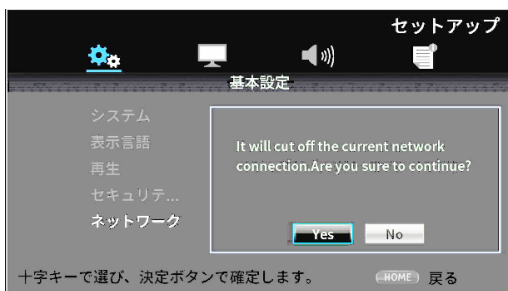 セットアップ
基本設定
システム
表示言語
再生
セキュリテ...
ネットワーク
It will cut off the current network
connection.Are you sure to continue?
Yes No
十字キーで選び、決定ボタンで確定します。 HOME 戻る